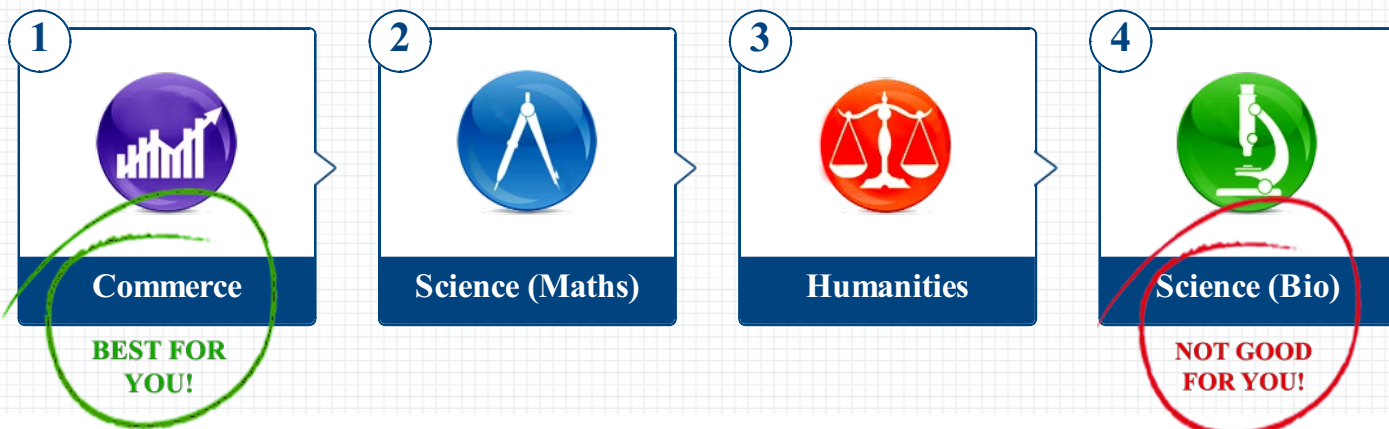 1
2
3
4
Commerce
Science (Maths)
Humanities
Science (Bio)
BEST FOR
YOU!
NOT GOOD
FOR YOU!